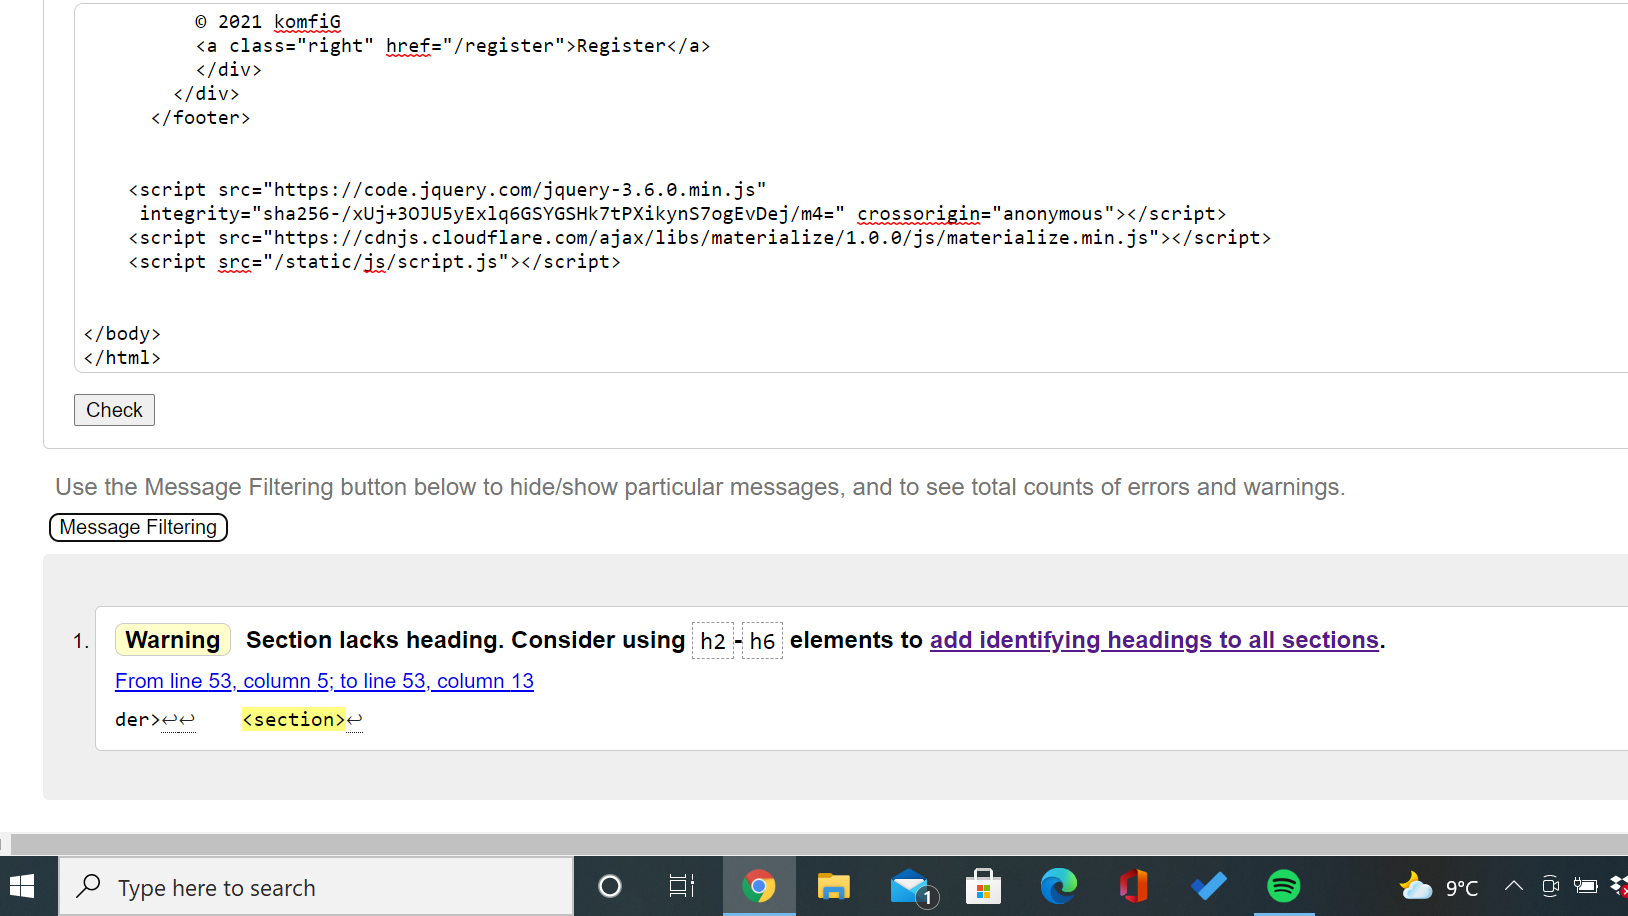 © 2021 komfiG
<a class="right" href="/register">Register</a>
</div>
</div>
</footer>
<script src="https://code.jquery.com/jquery-3.6.0.min.js"
integrity="sha256-/xUj+3OJU5yExlq6GSYGSHk7tPXikynS7ogEvDej/m4=" crossorigin="anonymous"></script>
<script src="https://cdnjs.cloudflare.com/ajax/libs/materialize/1.0.0/js/materialize.min.js"></script>
<script src="/static/js/script.js"></script>
</body>
</html>
Check
Use the Message Filtering button below to hide/show particular messages, and to see total counts of errors and warnings.
Message Filtering
1. Warning Section lacks heading. Consider using h2-h6 elements to add identifying headings to all sections.
From line 53, column 5; to line 53, column 13
der>↩↩ <section>↩
Type here to search 1 9°C